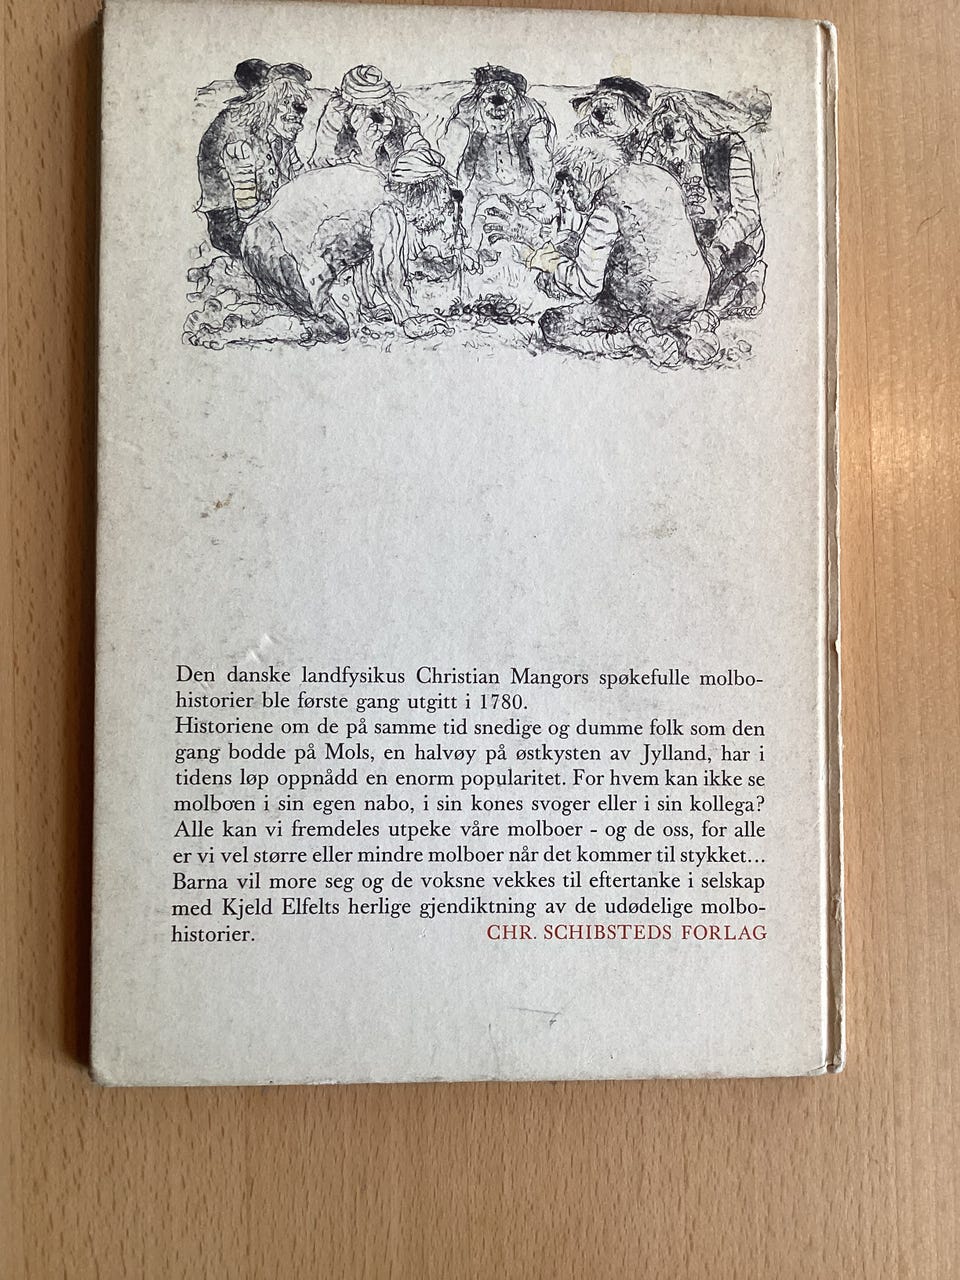 Den danske landfysikus Christian Mangors spøkefulle molbo-
historier ble første gang utgitt i 1780.
Historiene om de på samme tid snedige og dumme folk som den
gang bodde på Mols, en halvøy på østkysten av Jylland, har i
tidens løp oppnådd en enorm popularitet. For hvem kan ikke se
molboen i sin egen nabo, i sin kones svoger eller i sin kollega?
Alle kan vi fremdeles utpeke våre molboer - og de oss, for alle
er vi vel større eller mindre molboer når det kommer til stykket...
Barna vil more seg og de voksne vekkes til eftertanke i selskap
med Kjeld Elfelts herlige gjendiktning av de udødelige molbo-
historier. CHR. SCHIBSTEDS FORLAG